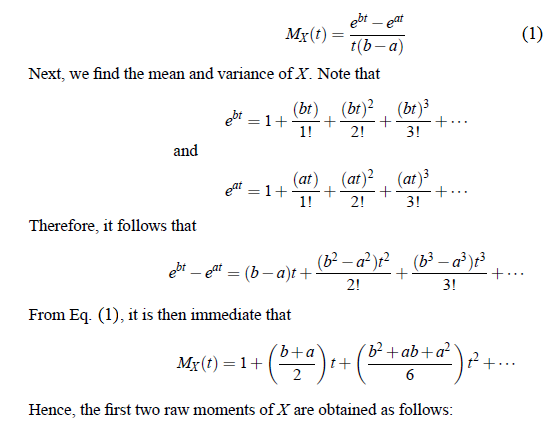 M_X(t) = \frac{e^{bt} - e^{at}}{t(b-a)} (1)
Next, we find the mean and variance of X. Note that
e^{bt} = 1 + \frac{(bt)}{1!} + \frac{(bt)^2}{2!} + \frac{(bt)^3}{3!} + \cdots
and
e^{at} = 1 + \frac{(at)}{1!} + \frac{(at)^2}{2!} + \frac{(at)^3}{3!} + \cdots
Therefore, it follows that
e^{bt} - e^{at} = (b-a)t + \frac{(b^2 - a^2)t^2}{2!} + \frac{(b^3 - a^3)t^3}{3!} + \cdots
From Eq. (1), it is then immediate that
M_X(t) = 1 + \left(\frac{b+a}{2}\right) t + \left(\frac{b^2 + ab + a^2}{6}\right) t^2 + \cdots
Hence, the first two raw moments of X are obtained as follows: